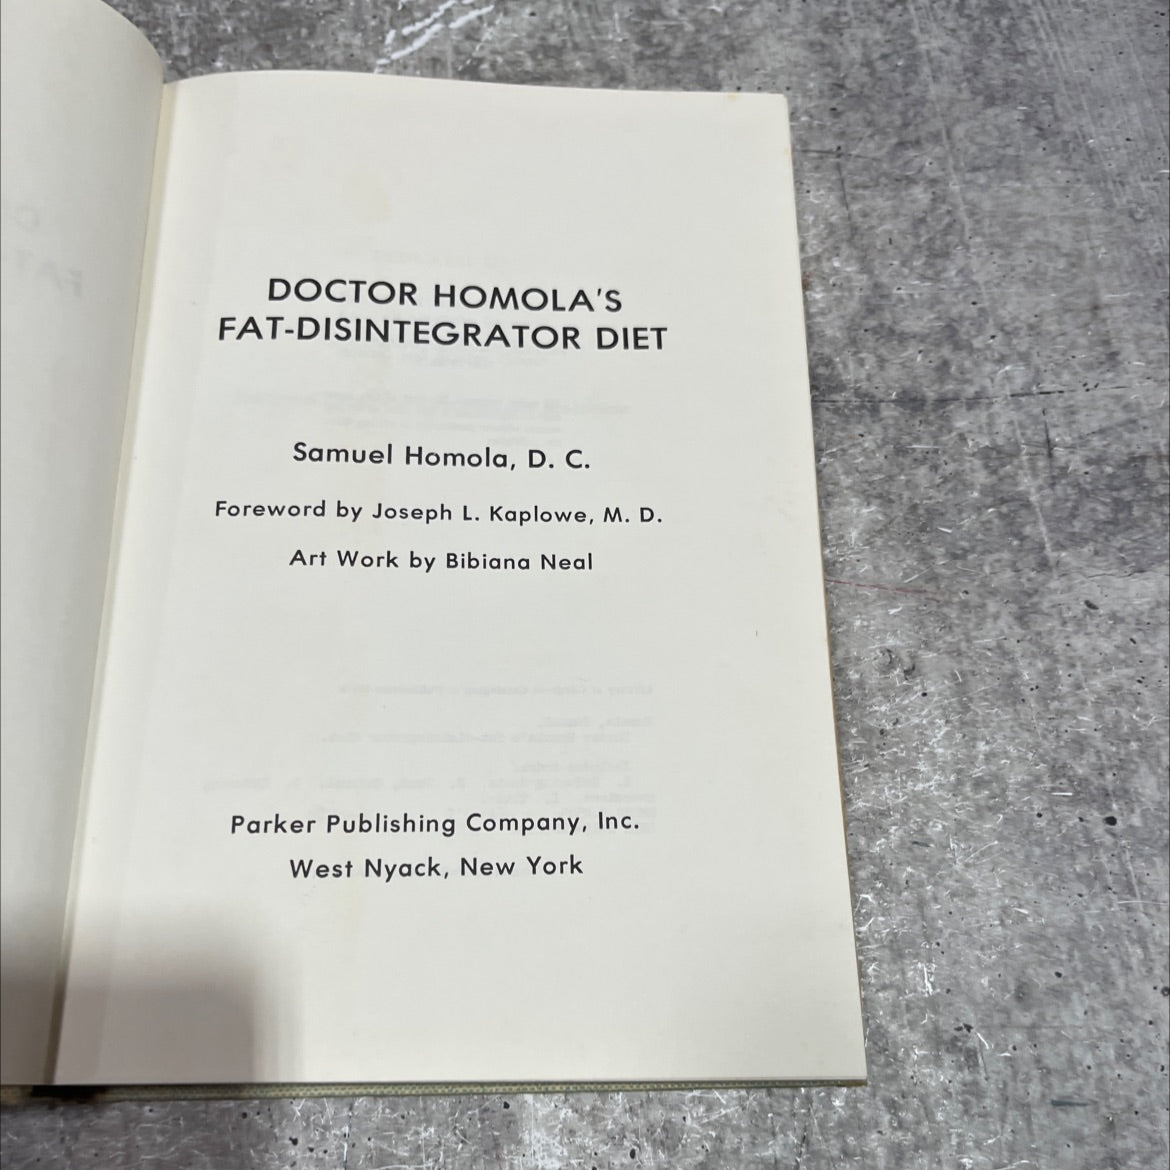 DOCTOR HOMOLA'S
FAT-DISINTEGRATOR DIET
Samuel Homola, D. C.
Foreword by Joseph L. Kaplowe, M. D.
Art Work by Bibiana Neal
Parker Publishing Company, Inc.
West Nyack, New York